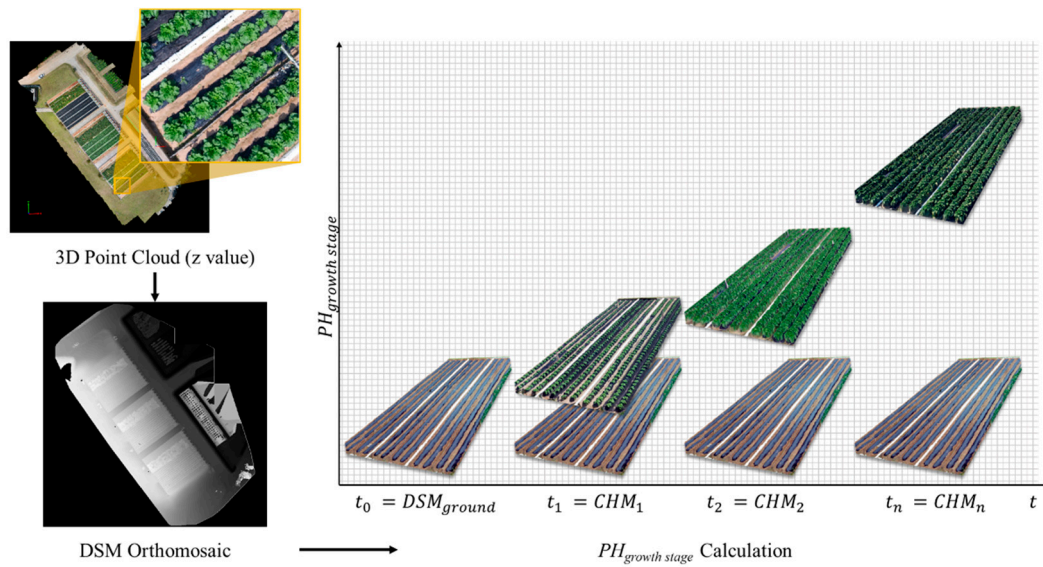 3D Point Cloud (z value)
DSM Orthomosaic
PH_growth stage
t_0 = DSM_ground
t_1 = CHM_1
t_2 = CHM_2
t_n = CHM_n
t
PH_growth stage Calculation